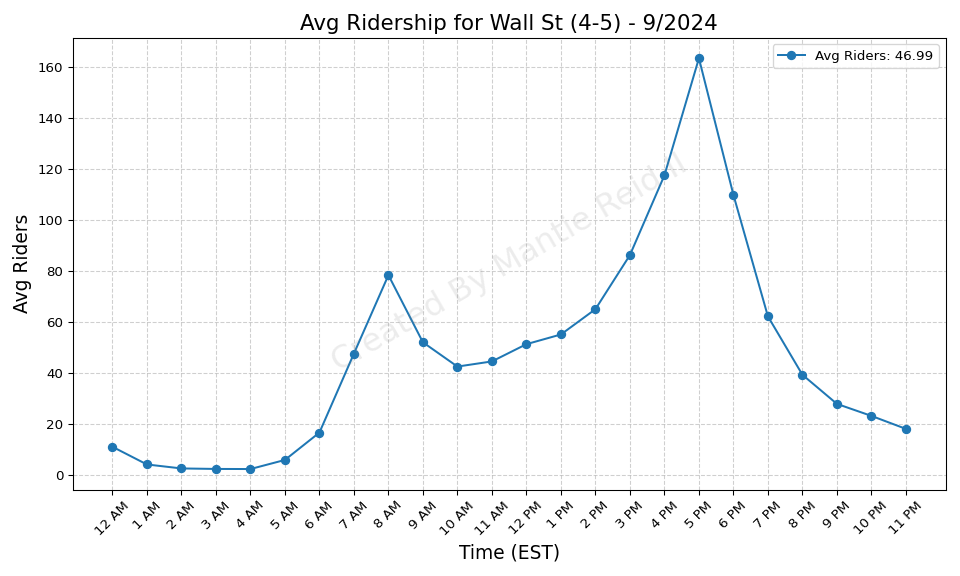 Avg Ridership for Wall St (4-5) - 9/2024
Avg Riders: 46.99
160
140
120
100
80
60
40
20
0
Avg Riders
Created By Mantle Reidal
12 AM
1 AM
2 AM
3 AM
4 AM
5 AM
6 AM
7 AM
8 AM
9 AM
10 AM
11 AM
12 PM
1 PM
2 PM
3 PM
4 PM
5 PM
6 PM
7 PM
8 PM
9 PM
10 PM
11 PM
Time (EST)